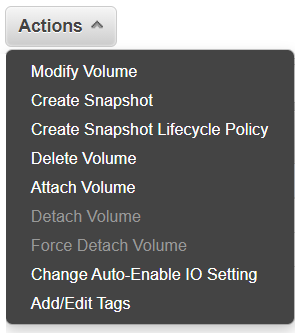 Actions
Modify Volume
Create Snapshot
Create Snapshot Lifecycle Policy
Delete Volume
Attach Volume
Detach Volume
Force Detach Volume
Change Auto-Enable IO Setting
Add/Edit Tags